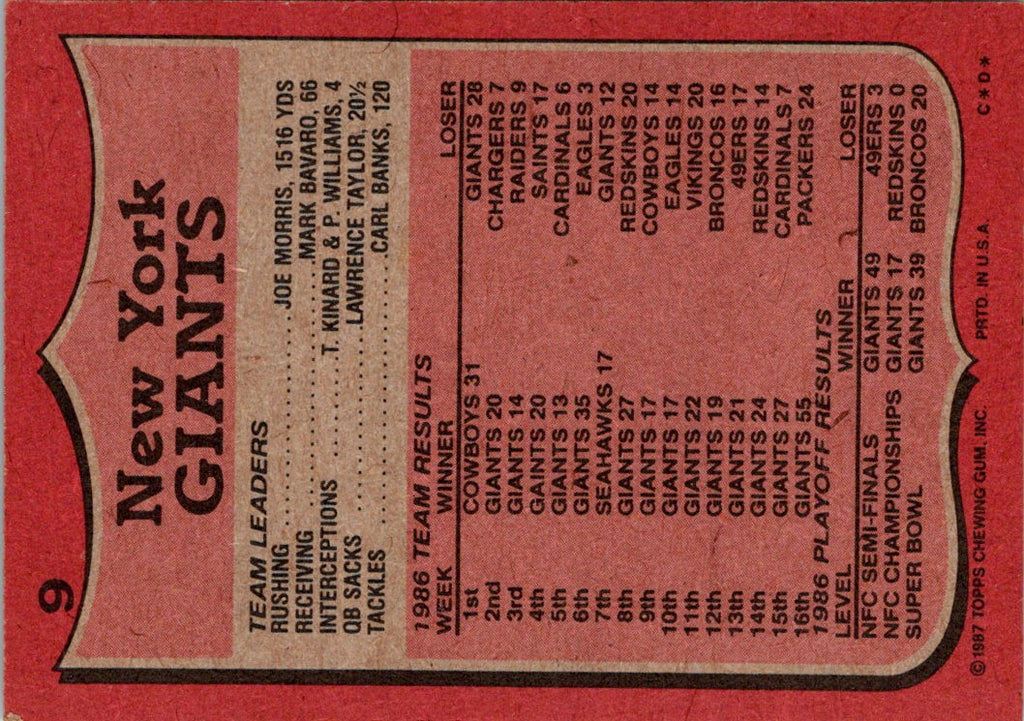 9
New York
GIANTS
TEAM LEADERS
RUSHING ........................ JOE MORRIS, 1516 YDS
RECEIVING ........................ MARK BAVARO, 66
INTERCEPTIONS ............ T. KINARD & P. WILLIAMS, 4
QB SACKS ........................ LAWRENCE TAYLOR, 20½
TACKLES ........................ CARL BANKS, 120
1986 TEAM RESULTS
WEEK WINNER LOSER
1st COWBOYS 31 GIANTS 28
2nd GIANTS 20 CHARGERS 7
3rd GIANTS 14 RAIDERS 9
4th GAINTS 20 SAINTS 17
5th GIANTS 13 CARDINALS 6
6th GIANTS 35 EAGLES 3
7th SEAHAWKS 17 GIANTS 12
8th GIANTS 27 REDSKINS 20
9th GIANTS 17 COWBOYS 14
10th GIANTS 17 EAGLES 14
11th GIANTS 22 VIKINGS 20
12th GIANTS 19 BRONCOS 16
13th GIANTS 21 49ERS 17
14th GIANTS 24 REDSKINS 14
15th GIANTS 27 CARDINALS 7
16th GIANTS 55 PACKERS 24
1986 PLAYOFF RESULTS
LEVEL WINNER LOSER
NFC SEMI-FINALS GIANTS 49 49ERS 3
NFC CHAMPIONSHIPS GIANTS 17 REDSKINS 0
SUPER BOWL GIANTS 39 BRONCOS 20
© 1987 TOPPS CHEWING GUM, INC. PRTD. IN U.S.A. C*D*